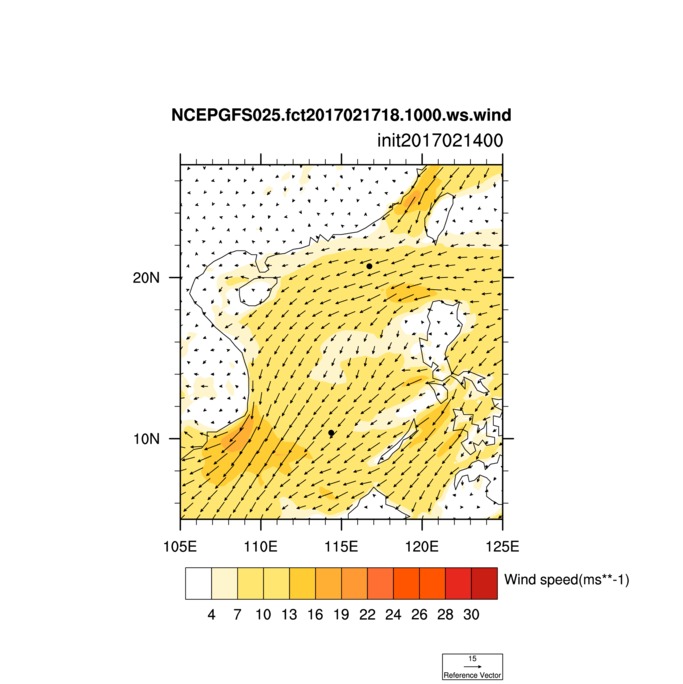 NCEPGFS025.fct2017021718.1000.ws.wind
init2017021400
20N
10N
105E 110E 115E 120E 125E
Wind speed(ms**-1)
4 7 10 13 16 19 22 24 26 28 30
15
Reference Vector